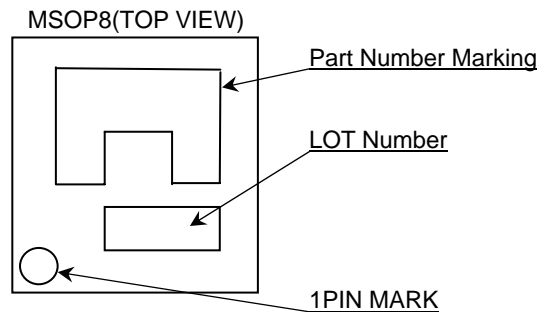 MSOP8(TOP VIEW)
Part Number Marking
LOT Number
1PIN MARK